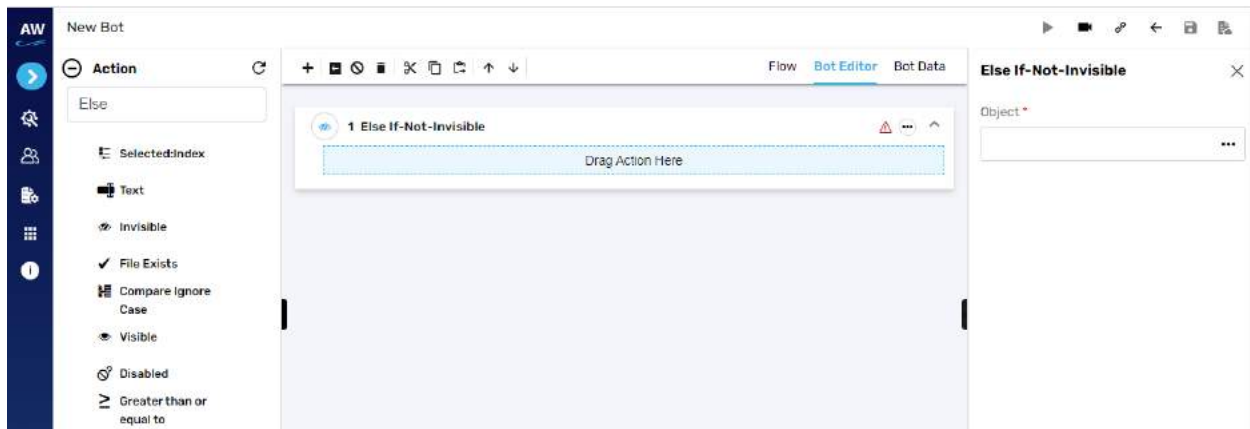 AW
New Bot
Action
Else
Selected:Index
Text
Invisible
File Exists
Compare Ignore
Case
Visible
Disabled
Greater than or
equal to
Flow Bot Editor Bot Data
1 Else If-Not-Invisible
Drag Action Here
Else If-Not-Invisible
Object *